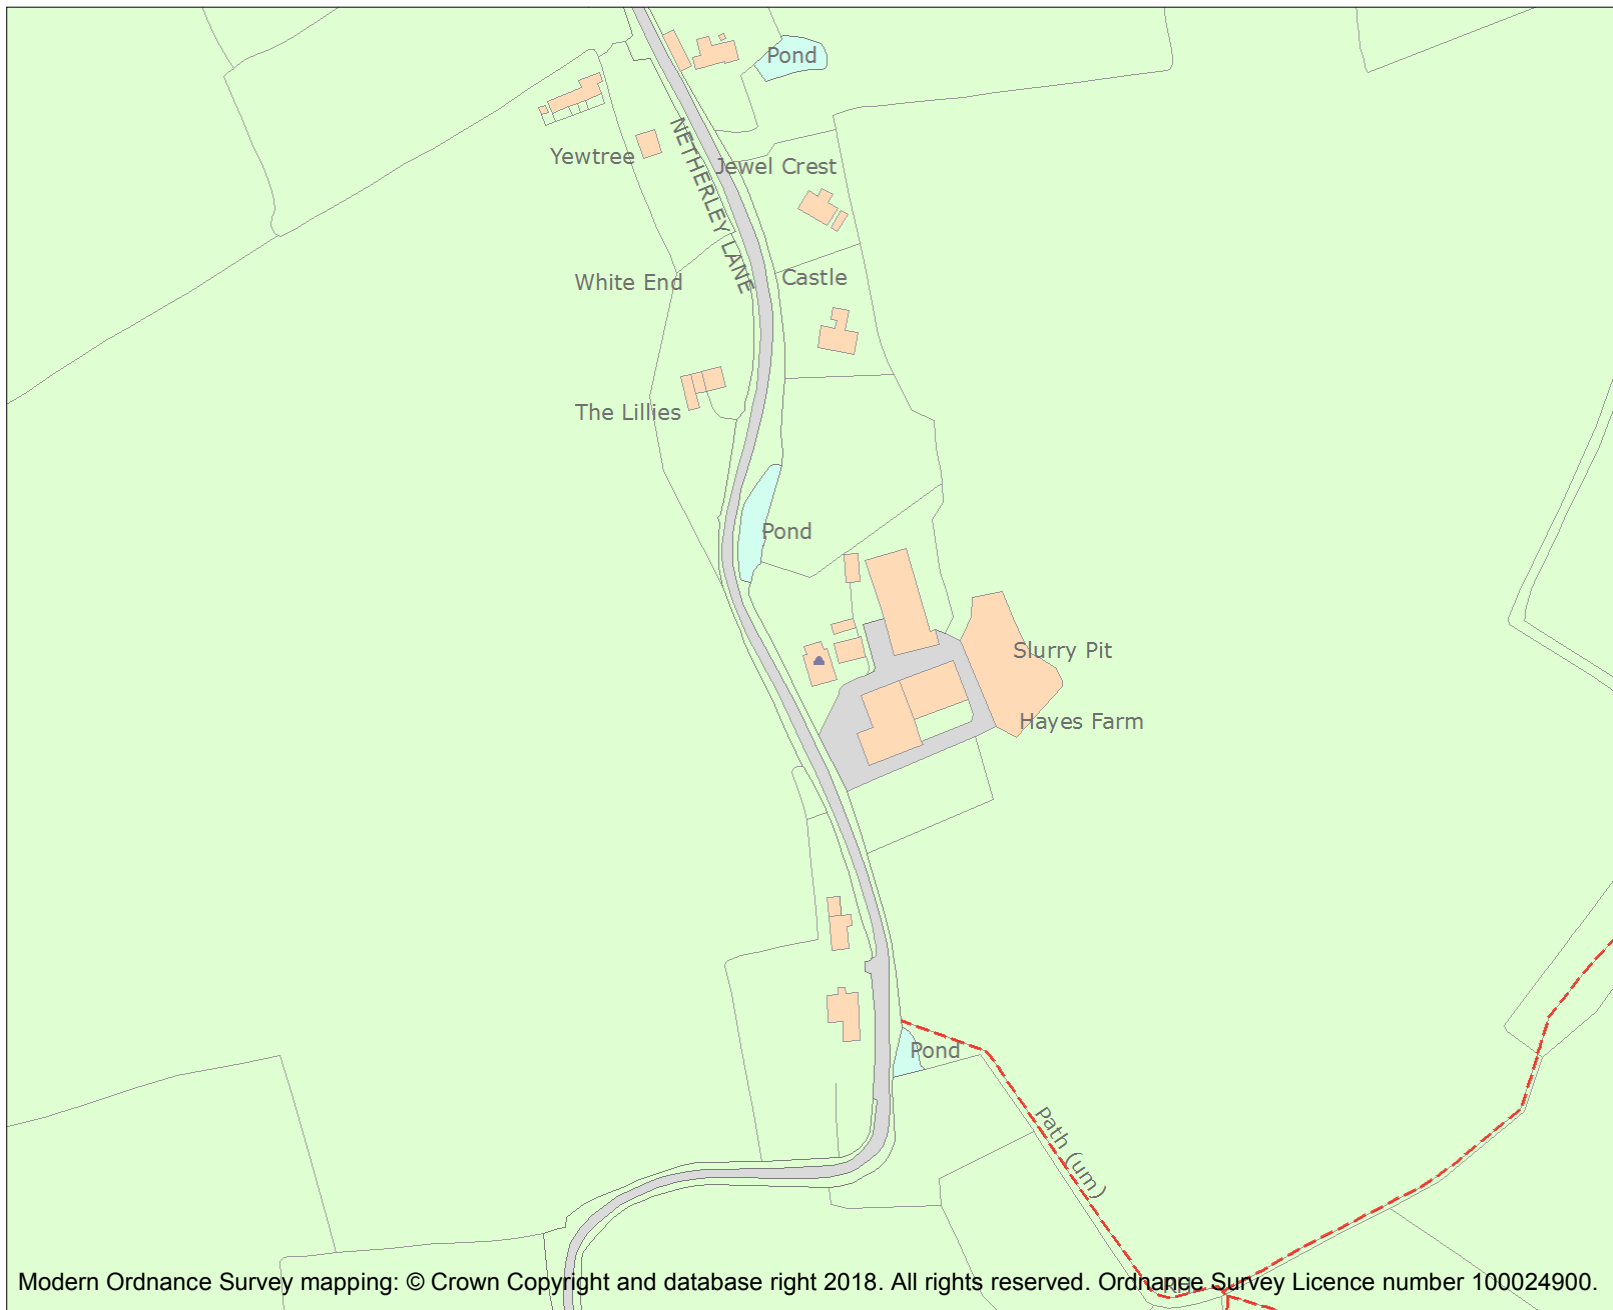 Pond
NETHERLEY LANE
Yewtree
Jewel Crest
White End
Castle
The Lillies
Pond
Slurry Pit
Hayes Farm
Pond
Path (um)
Modern Ordnance Survey mapping: © Crown Copyright and database right 2018. All rights reserved. Ordnance Survey Licence number 100024900.